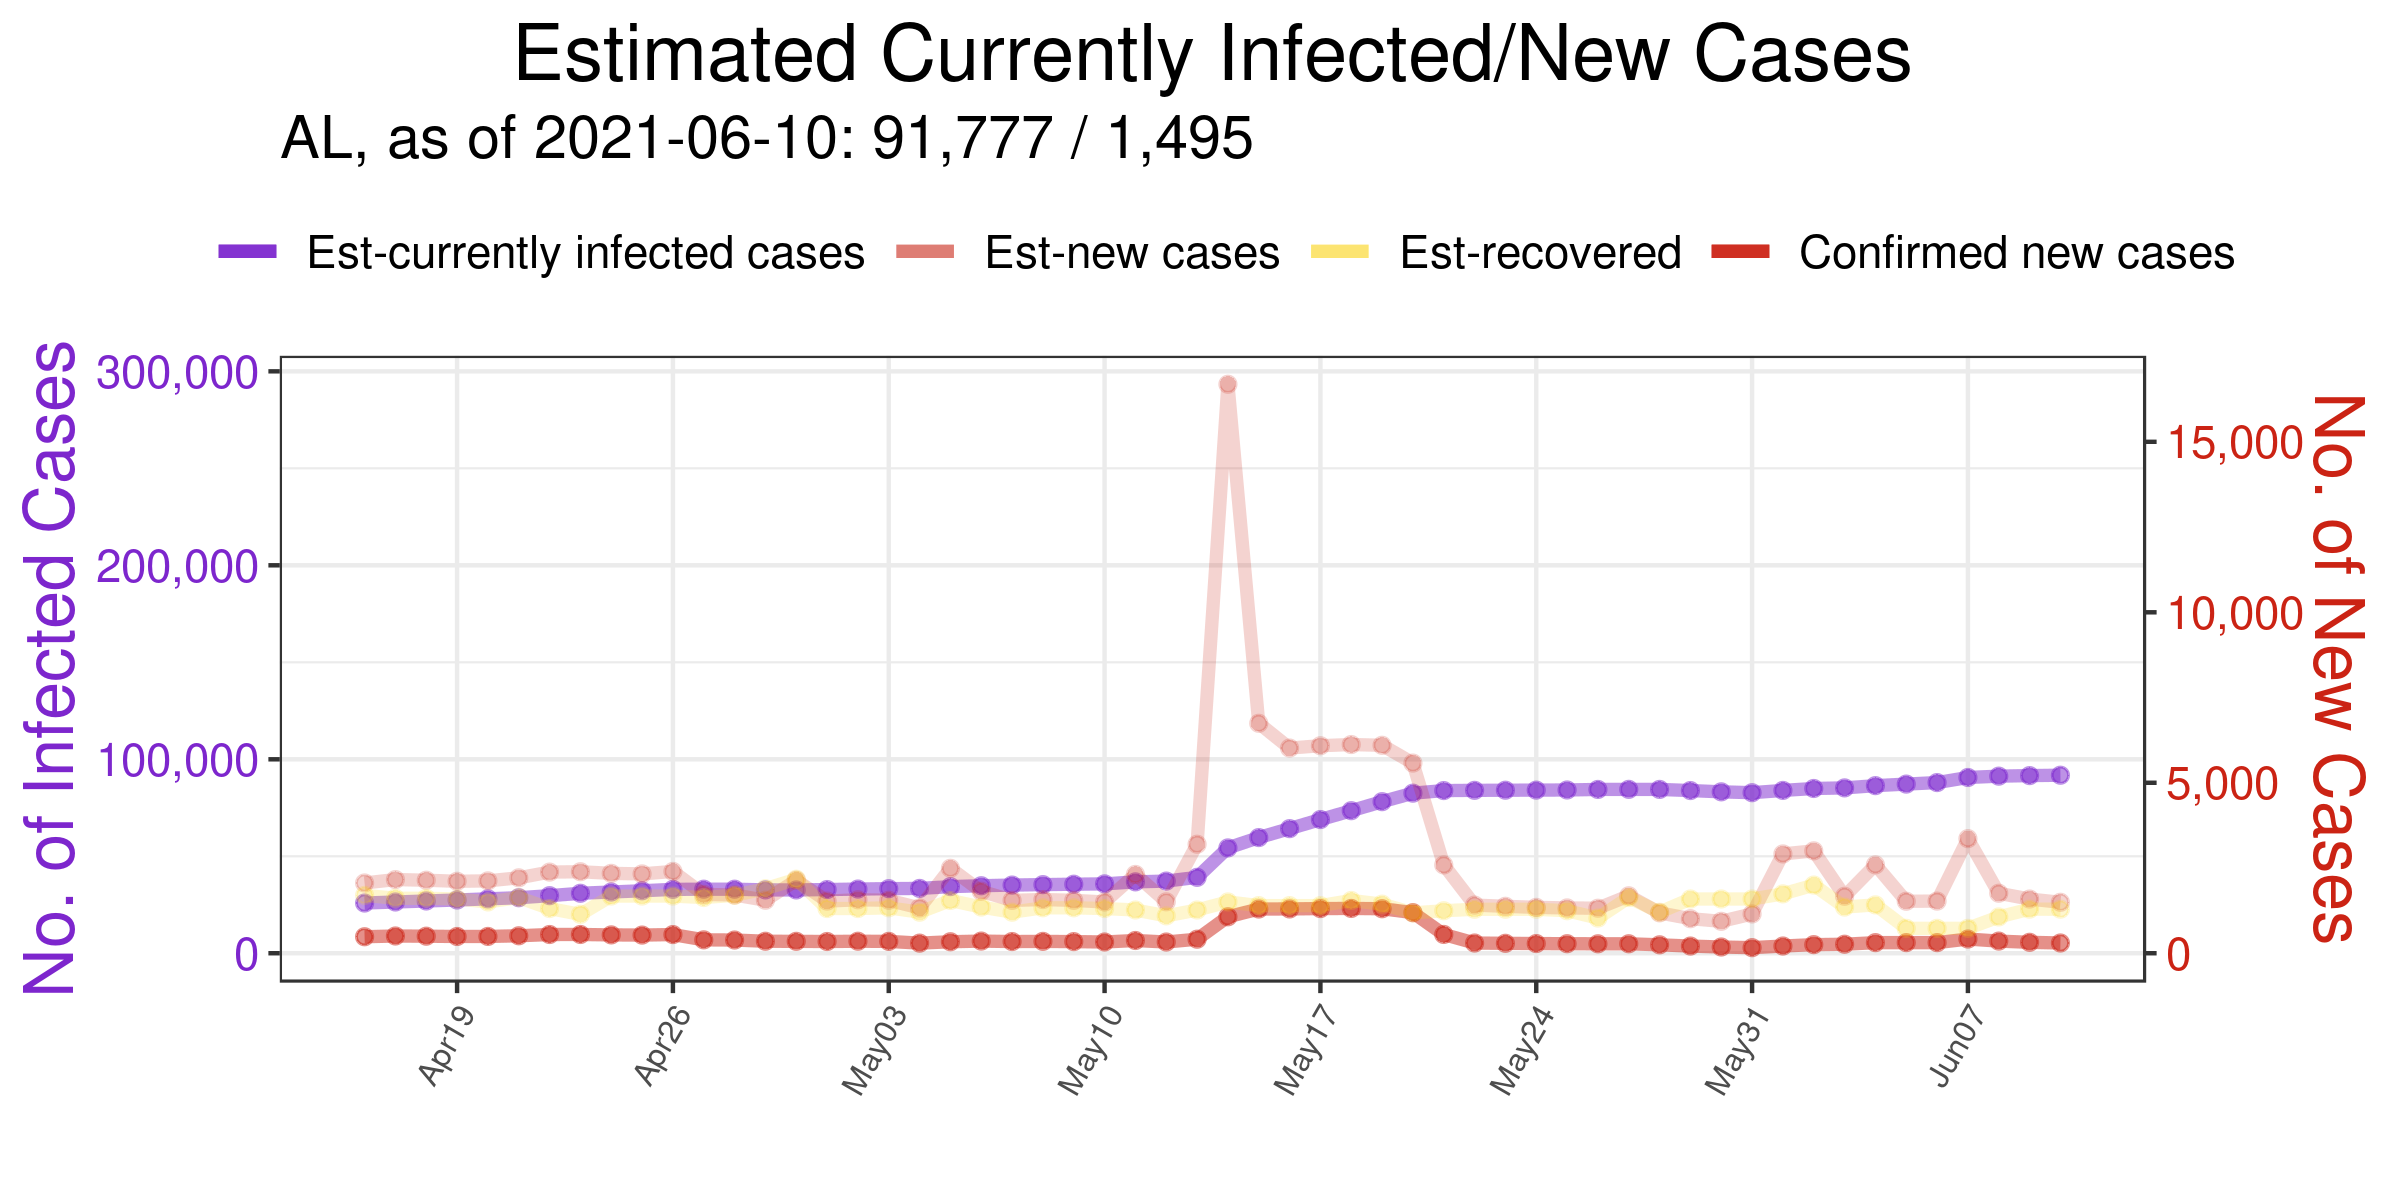 Estimated Currently Infected/New Cases
AL, as of 2021-06-10: 91,777 / 1,495
Est-currently infected cases Est-new cases Est-recovered Confirmed new cases
No. of Infected Cases
300,000
200,000
100,000
0
15,000
10,000
5,000
0
No. of New Cases
Apr19 Apr26 May03 May10 May17 May24 May31 Jun07